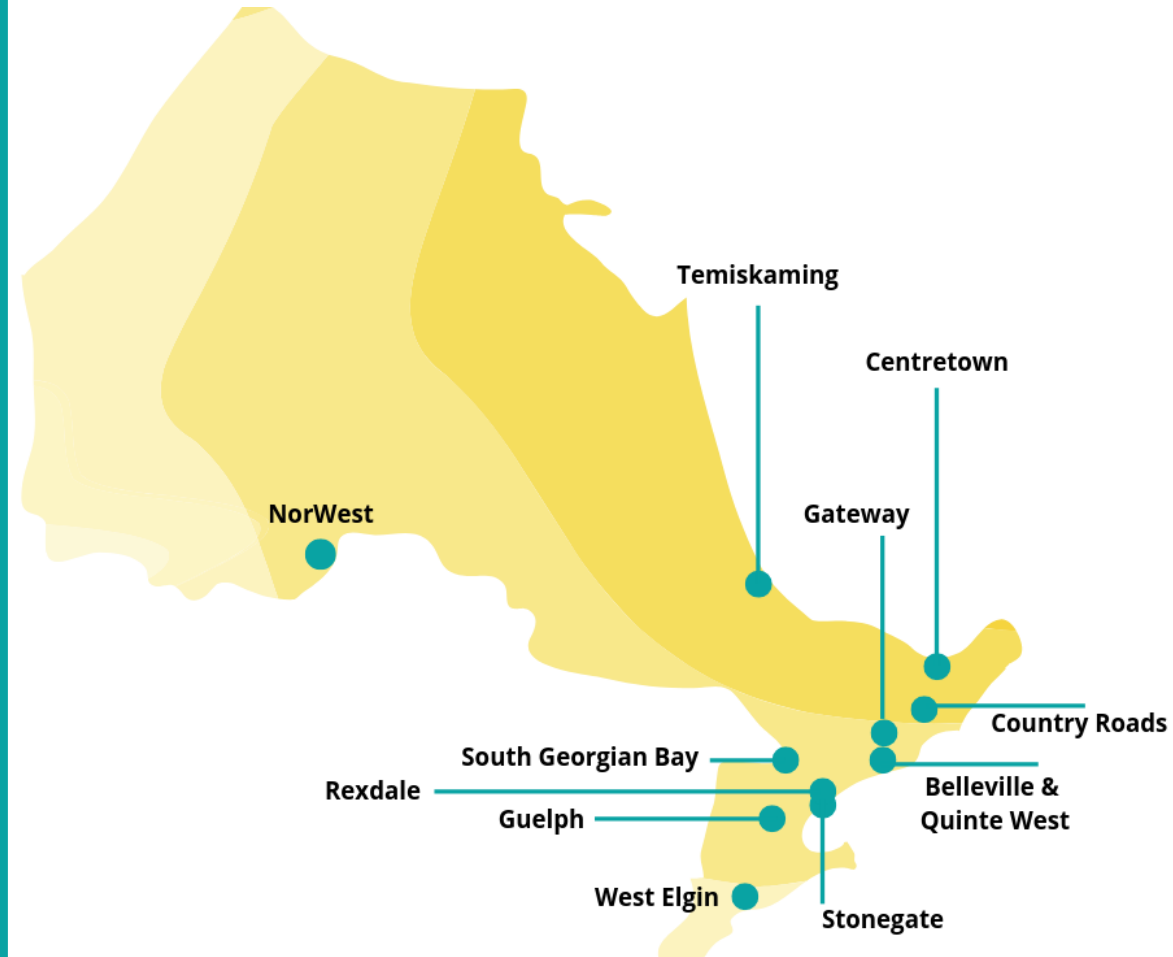 Temiskaming
Centretown
NorWest
Gateway
Country Roads
South Georgian Bay
Rexdale
Belleville &
Quinte West
Guelph
West Elgin
Stonegate